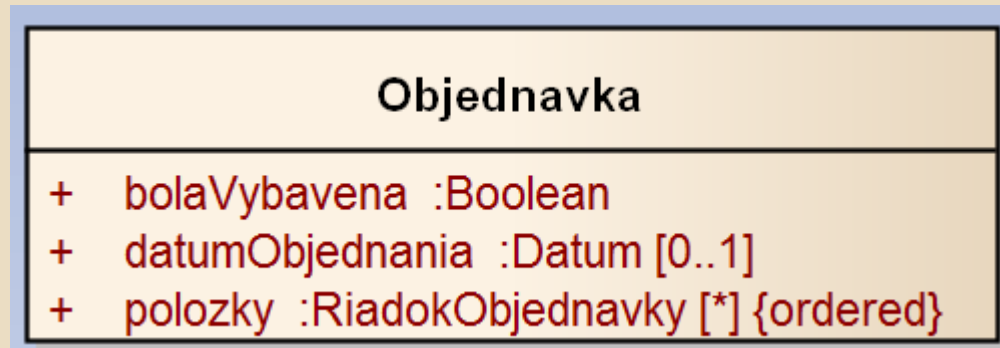 Objednavka
+ bolaVybavena :Boolean
+ datumObjednania :Datum [0..1]
+ polozky :RiadokObjednavky [*] {ordered}